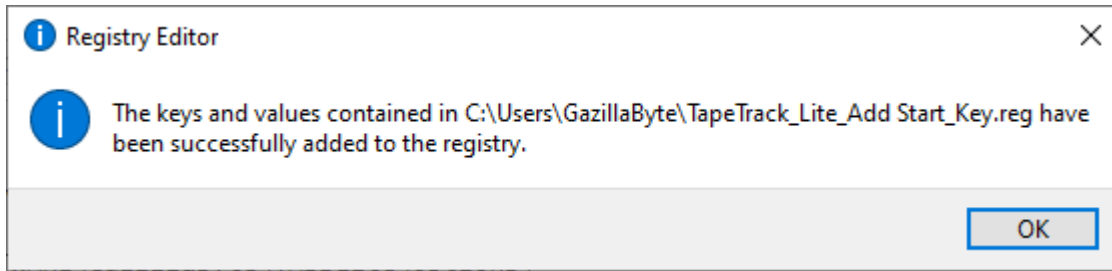 Registry Editor
The keys and values contained in C:\Users\GazillaByte\TapeTrack_Lite_Add Start_Key.reg have
been successfully added to the registry.
OK